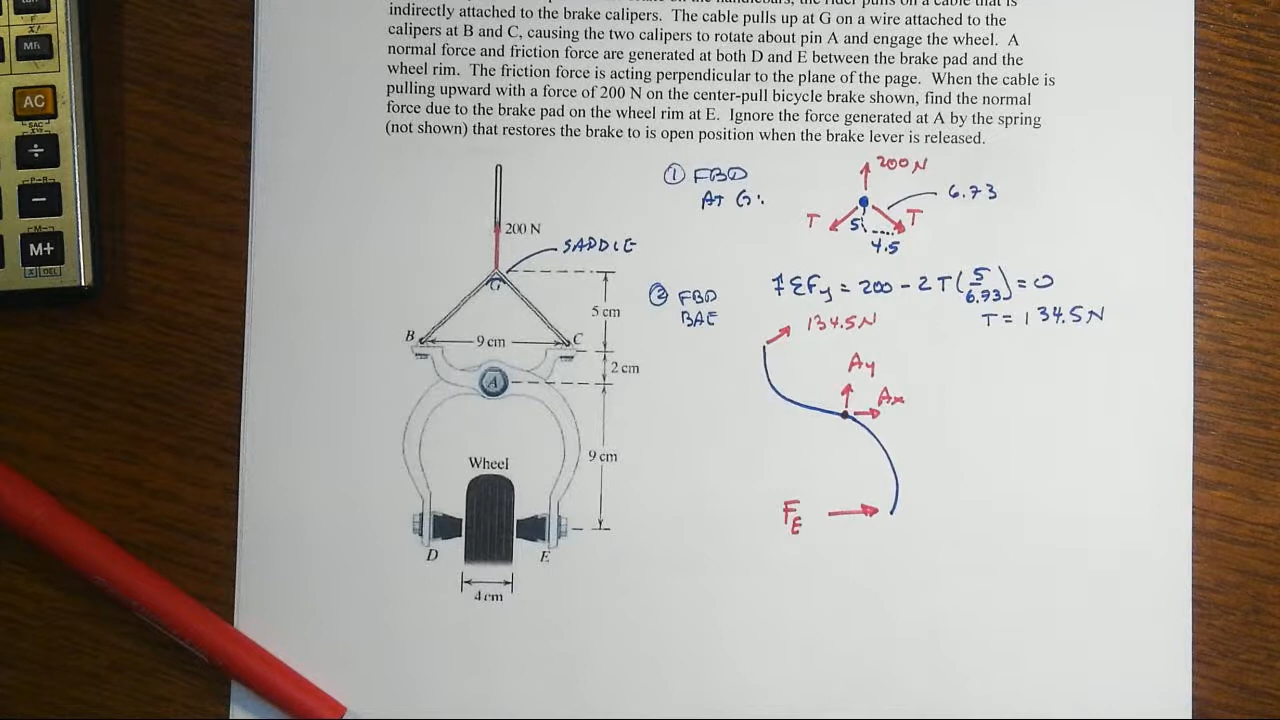 indirectly attached to the brake calipers. The cable pulls up at G on a wire attached to the
calipers at B and C, causing the two calipers to rotate about pin A and engage the wheel. A
normal force and friction force are generated at both D and E between the brake pad and the
wheel rim. The friction force is acting perpendicular to the plane of the page. When the cable is
pulling upward with a force of 200 N on the center-pull bicycle brake shown, find the normal
force due to the brake pad on the wheel rim at E. Ignore the force generated at A by the spring
(not shown) that restores the brake to is open position when the brake lever is released.
① FBD
AT G:
200 N
6.73
T
T
5
4.5
200 N
SADDLE
G
② FBD
BAE
↑ΣFy = 200 - 2T(5/6.73) = 0
T = 134.5 N
5 cm
B
9 cm
C
134.5 N
2 cm
A
Ay
Ax
9 cm
Wheel
FE
D
E
4 cm
MR
AC
÷
−
M+